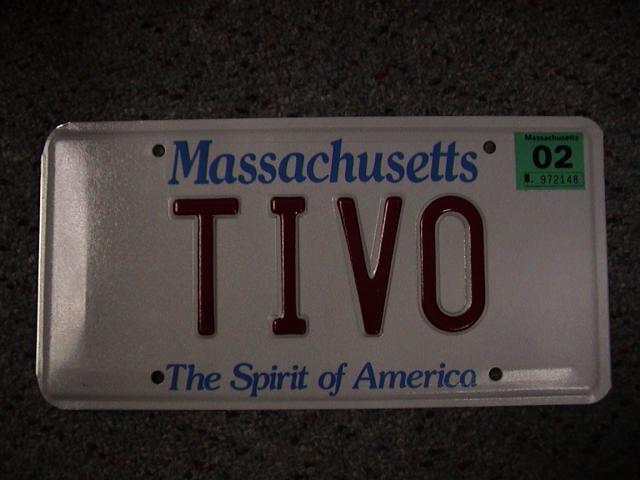 Massachusetts
Massachusetts
02
972148
TIVO
The Spirit of America